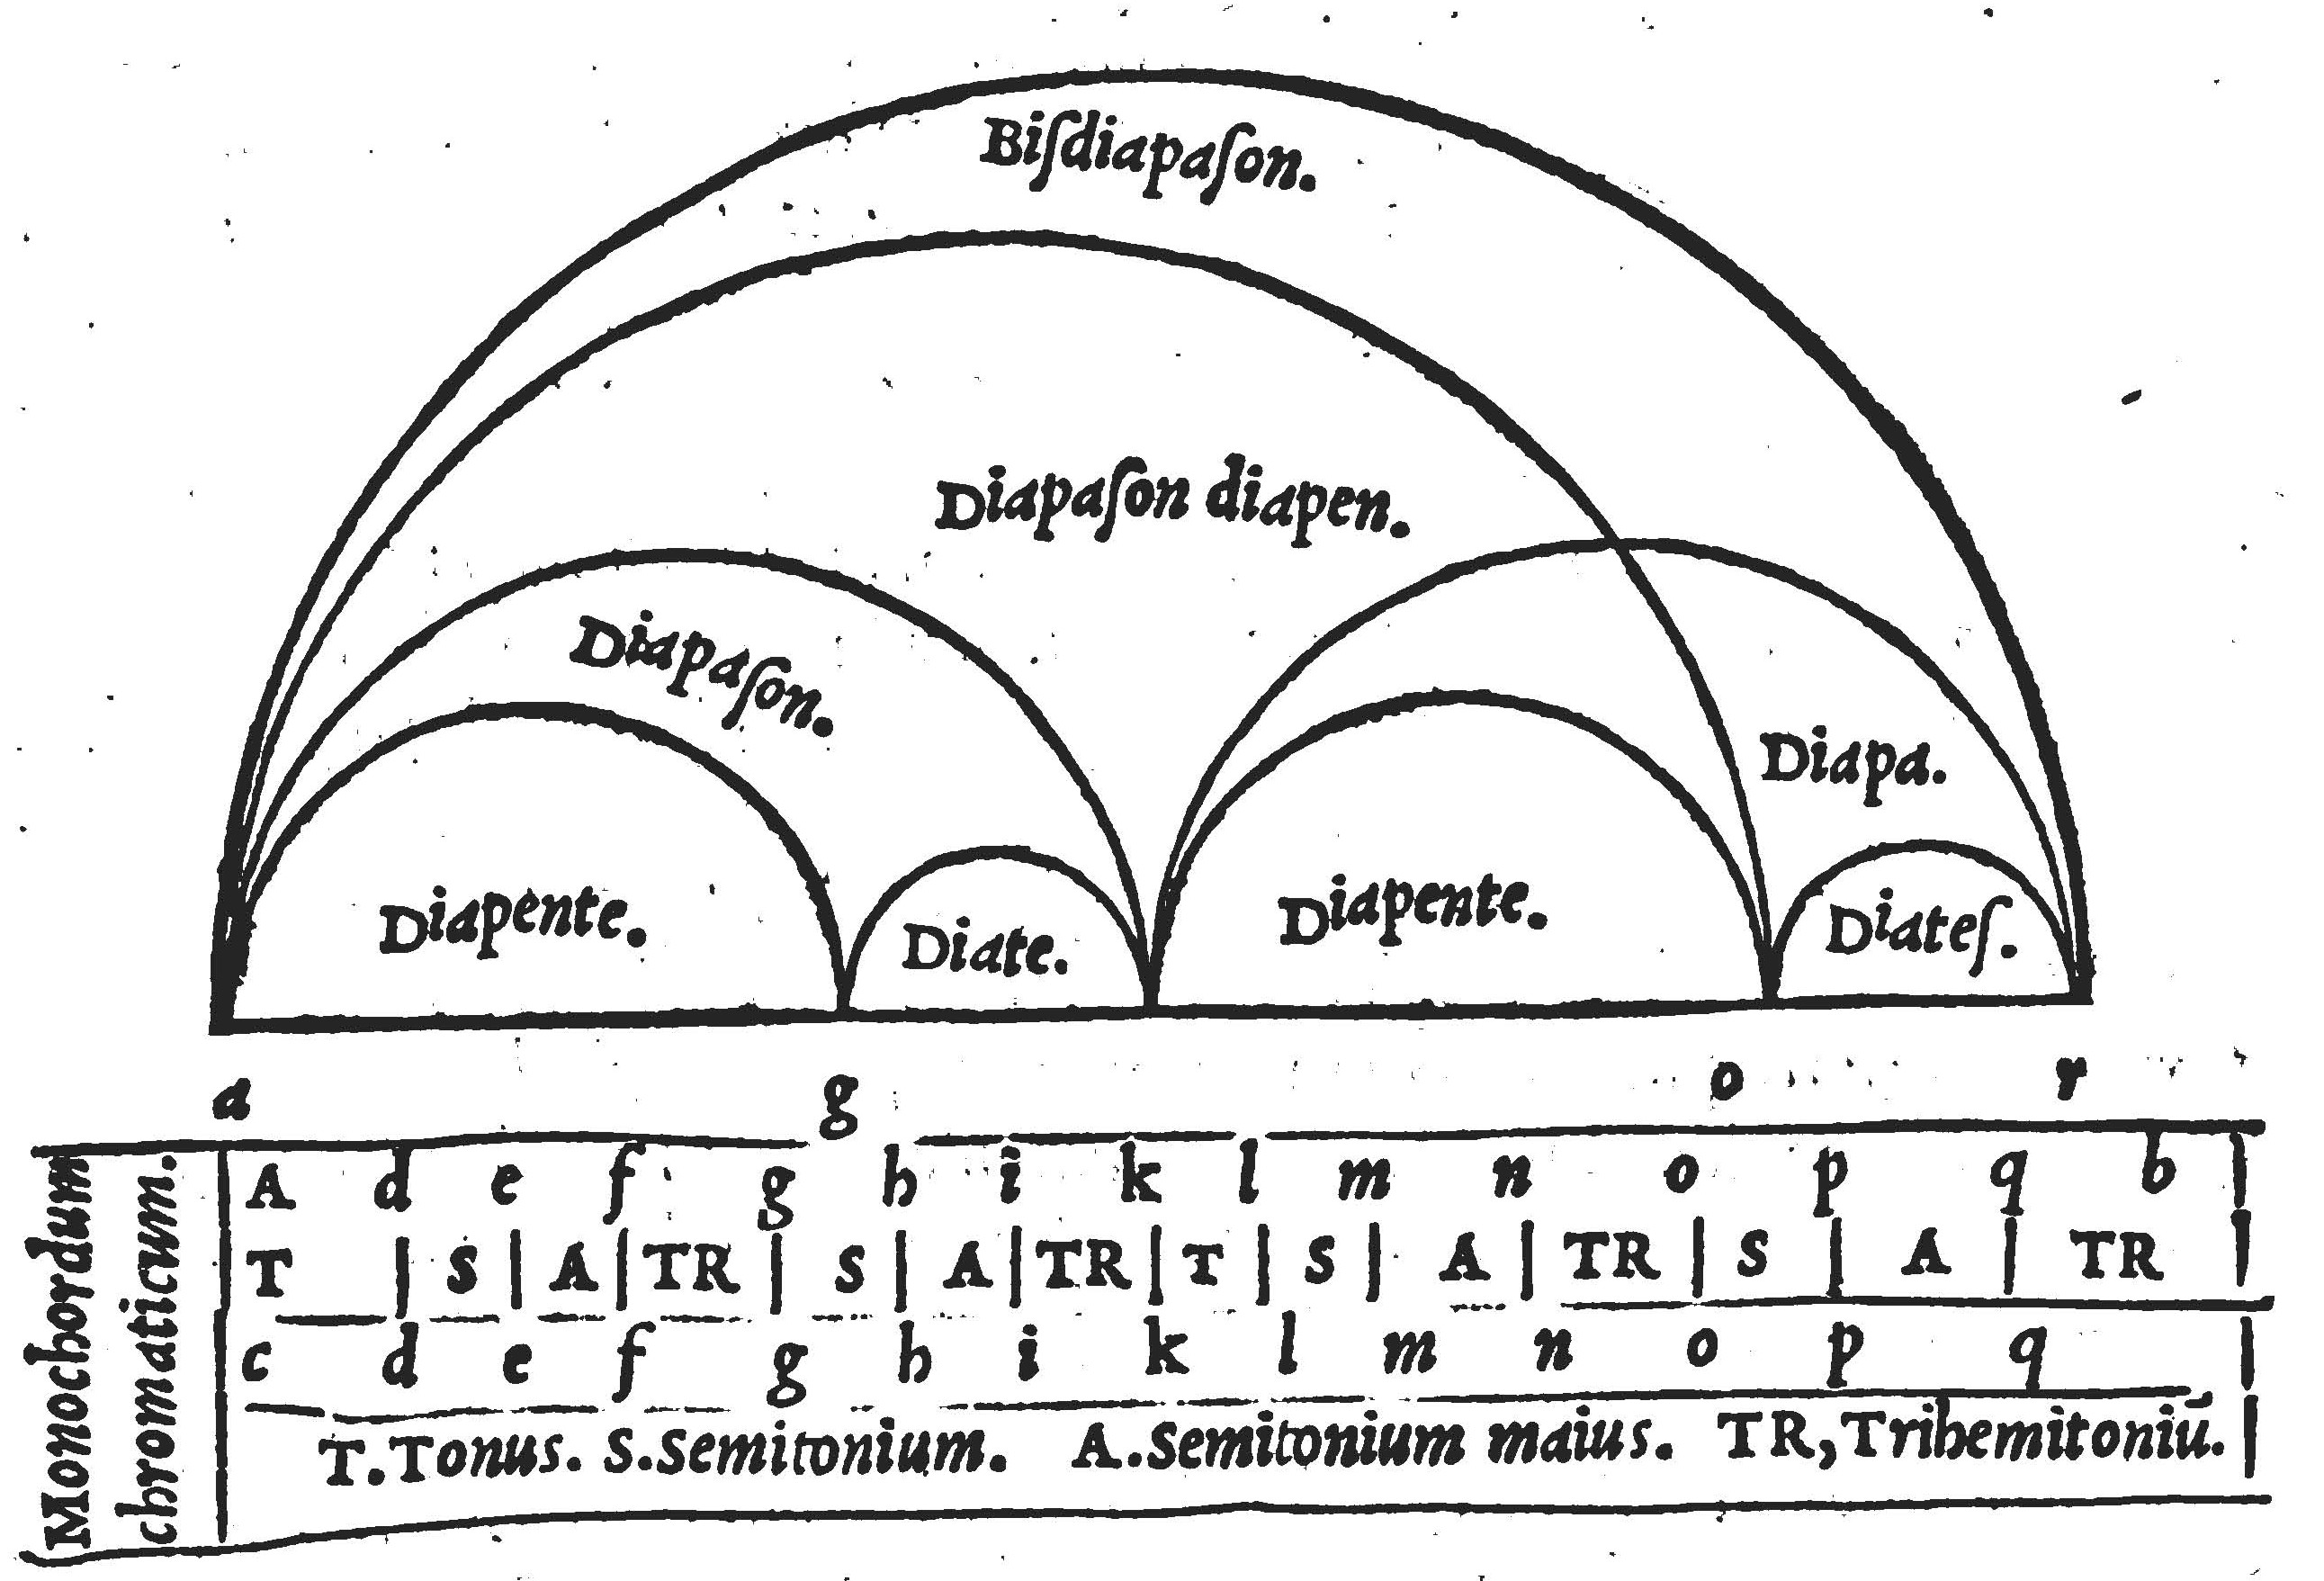 Biſdiapaſon.
Diapaſon diapen.
Diapaſon.
Diapa.
Diapente.
Diate.
Diapente.
Diateſ.
a g o r
A d e f g h i k l m n o p q b
T | S | A | TR | S | A | TR | T | S | A | TR | S | A | TR
c d e f g h i k l m n o p q
T. Tonus. S. Semitonium. A. Semitonium maius. TR, Trihemitoniū.
Monochordum
chromaticum.